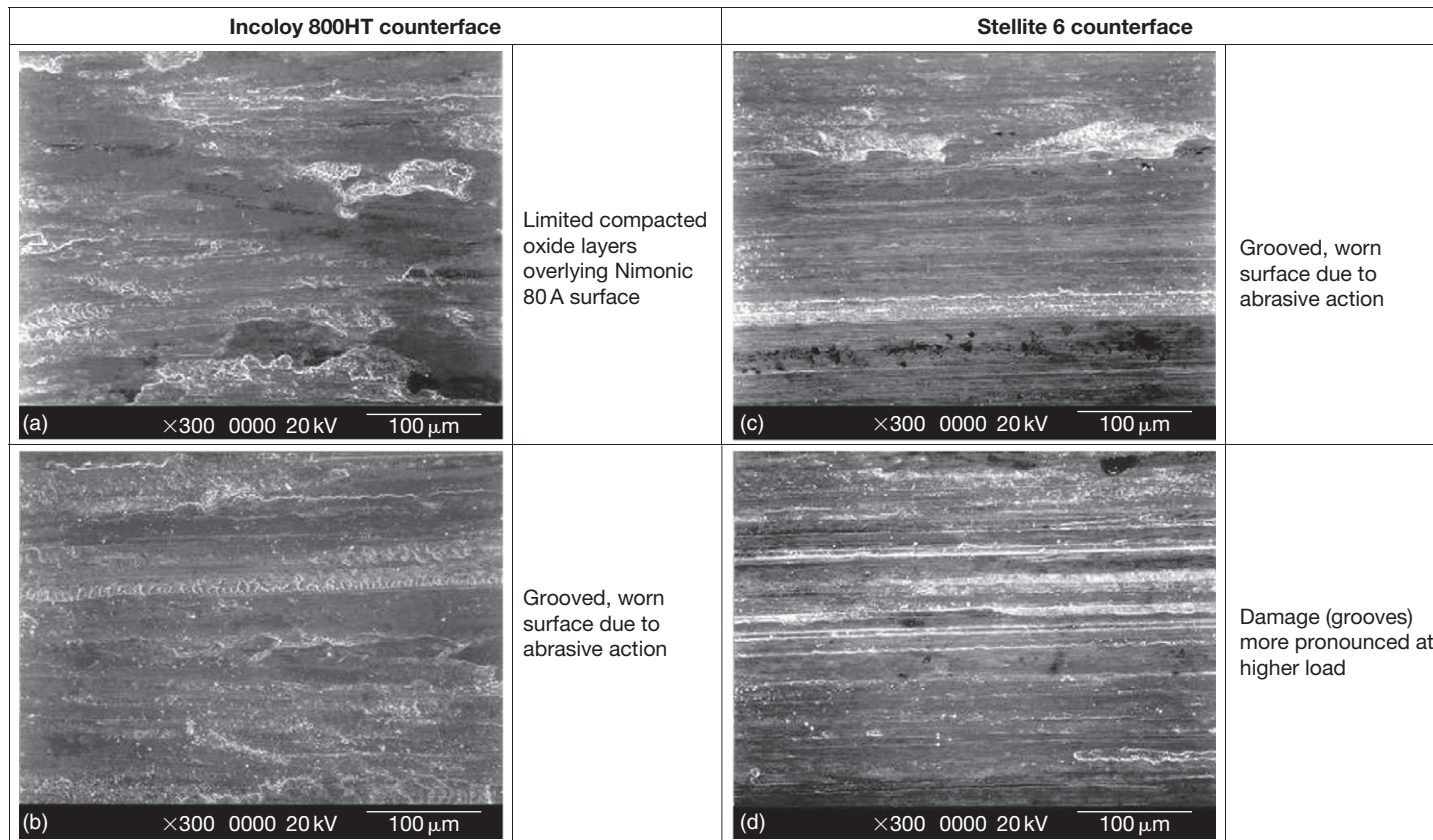 Incoloy 800HT counterface
Stellite 6 counterface
Limited compacted
oxide layers
overlying Nimonic
80 A surface
(a) ×300 0000 20 kV 100 μm
Grooved, worn
surface due to
abrasive action
(c) ×300 0000 20 kV 100 μm
Grooved, worn
surface due to
abrasive action
(b) ×300 0000 20 kV 100 μm
Damage (grooves)
more pronounced at
higher load
(d) ×300 0000 20 kV 100 μm